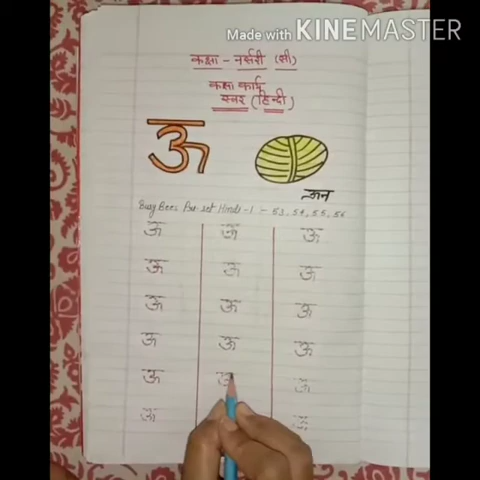 Made with KINEMASTER
कक्षा - नर्सरी (सी)
कक्षा कार्य
स्वर (हिन्दी)
ऊ
ऊन
Busy Bees Pre-set Hindi-1 :- 53, 54, 55, 56
ऊ ऊ ऊ
ऊ ऊ ऊ
ऊ ऊ ऊ
ऊ ऊ ऊ
ऊ ऊ ऊ
ऊ ऊ